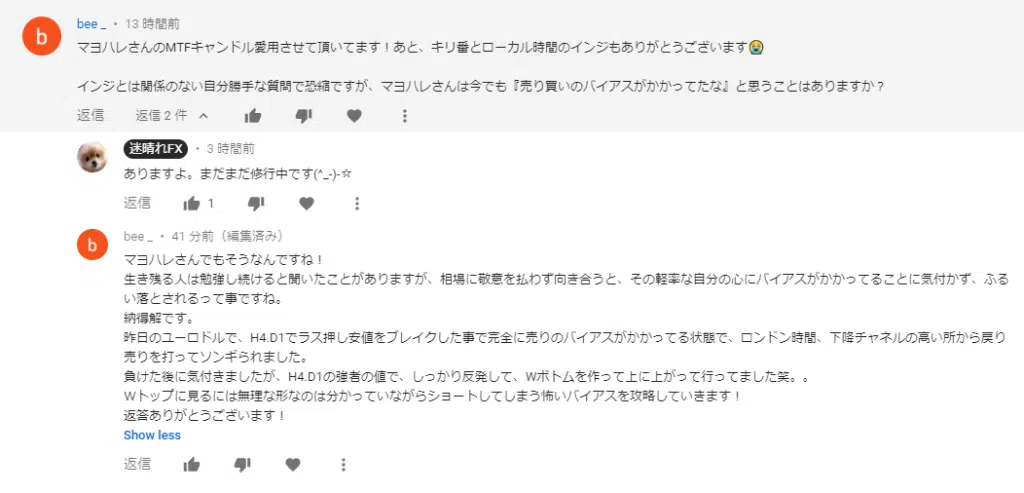 b
bee _ ・ 13 時間前
マヨハレさんのMTFキャンドル愛用させて頂いてます！あと、キリ番とローカル時間のインジもありがとうございます😭
インジとは関係のない自分勝手な質問で恐縮ですが、マヨハレさんは今でも『売り買いのバイアスがかかってたな』と思うことはありますか？
返信 返信 2 件
迷晴れFX ・ 3 時間前
ありますよ。まだまだ修行中です(^_-)-☆
返信 1
b
bee _ ・ 41 分前（編集済み）
マヨハレさんでもそうなんですね！
生き残る人は勉強し続けると聞いたことがありますが、相場に敬意を払わず向き合うと、その軽率な自分の心にバイアスがかかってることに気付かず、ふる
い落とされるって事ですね。
納得解です。
昨日のユーロドルで、H4.D1でラス押し安値をブレイクした事で完全に売りのバイアスがかかってる状態で、ロンドン時間、下降チャネルの高い所から戻り
売りを打ってソンギられました。
負けた後に気付きましたが、H4.D1の強者の値で、しっかり反発して、Wボトムを作って上に上がって行ってました笑。。
Ｗトップに見るには無理な形なのは分かっていながらショートしてしまう怖いバイアスを攻略していきます！
返答ありがとうございます！
Show less
返信